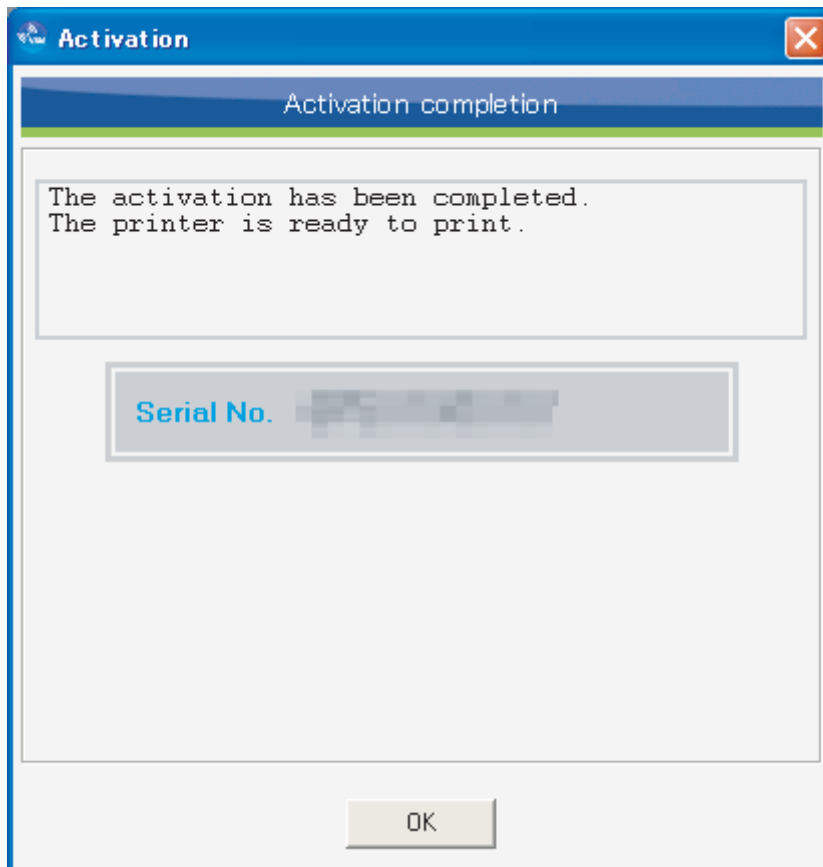 Activation
Activation completion
The activation has been completed.
The printer is ready to print.
Serial No.
OK